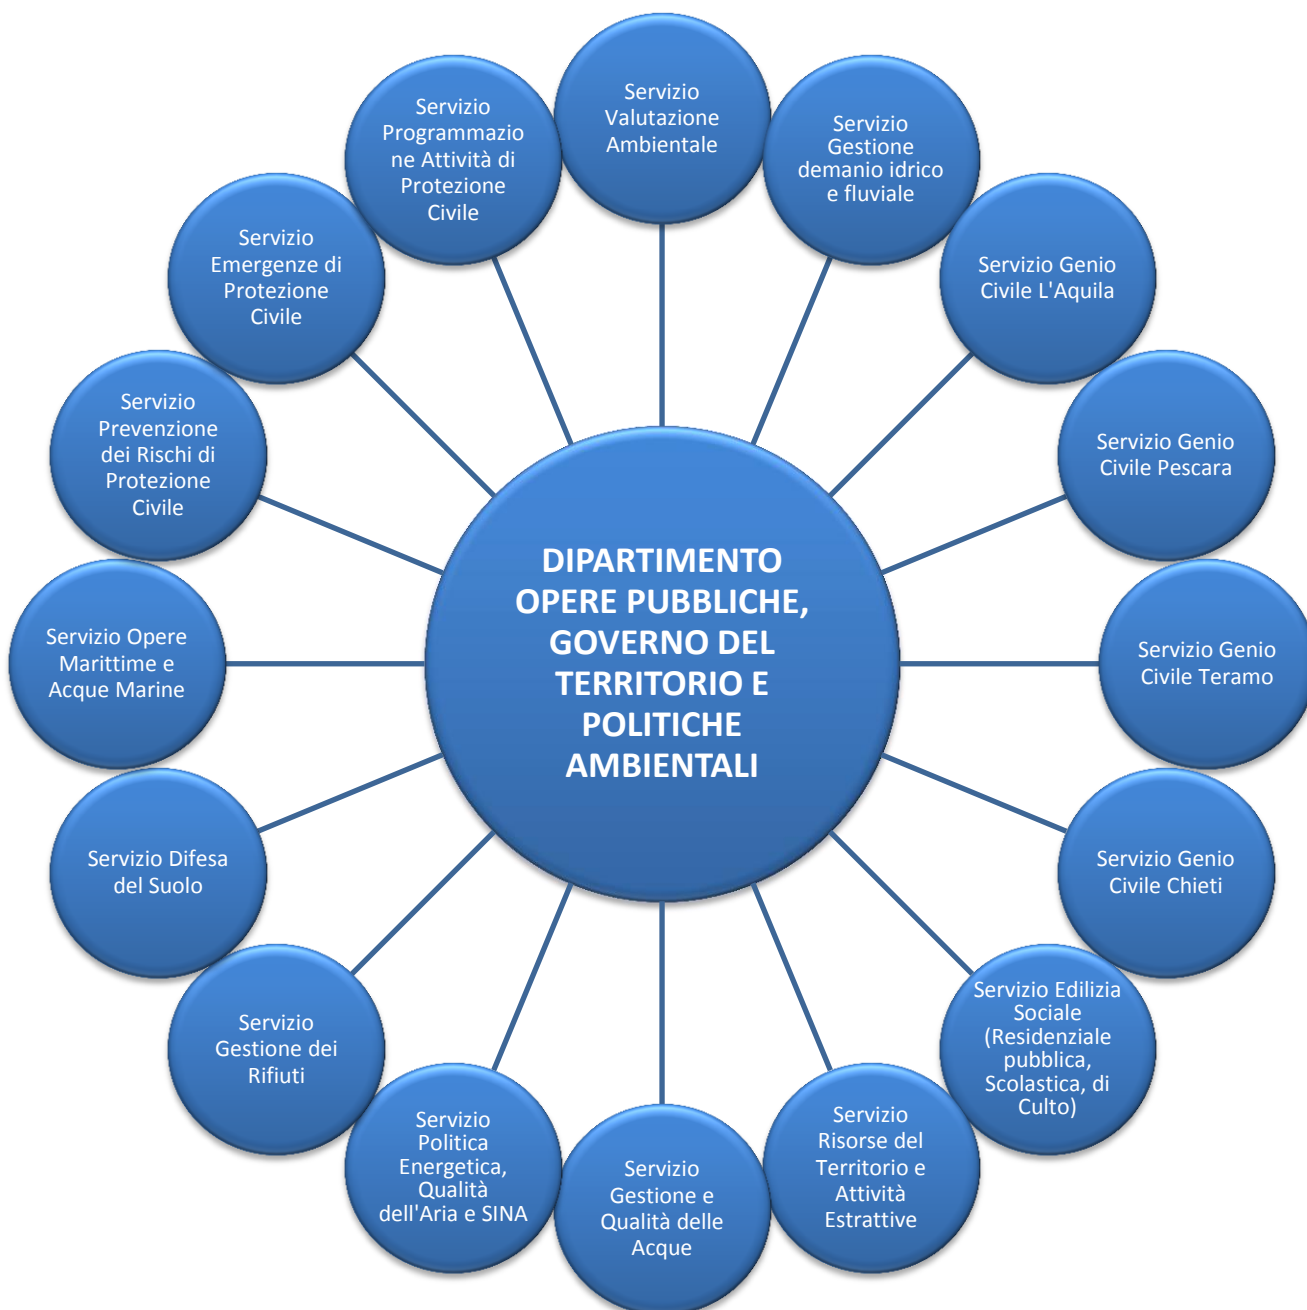 Servizio
Valutazione
Ambientale
Servizio
Gestione
demanio idrico
e fluviale
Servizio Genio
Civile L'Aquila
Servizio Genio
Civile Pescara
Servizio Genio
Civile Teramo
Servizio Genio
Civile Chieti
Servizio Edilizia
Sociale
(Residenziale
pubblica,
Scolastica, di
Culto)
Servizio
Risorse del
Territorio e
Attività
Estrattive
Servizio
Gestione e
Qualità delle
Acque
Servizio
Politica
Energetica,
Qualità
dell'Aria e SINA
Servizio
Gestione dei
Rifiuti
Servizio Difesa
del Suolo
Servizio Opere
Marittime e
Acque Marine
Servizio
Prevenzione
dei Rischi di
Protezione
Civile
Servizio
Emergenze di
Protezione
Civile
Servizio
Programmazio
ne Attività di
Protezione
Civile
DIPARTIMENTO
OPERE PUBBLICHE,
GOVERNO DEL
TERRITORIO E
POLITICHE
AMBIENTALI